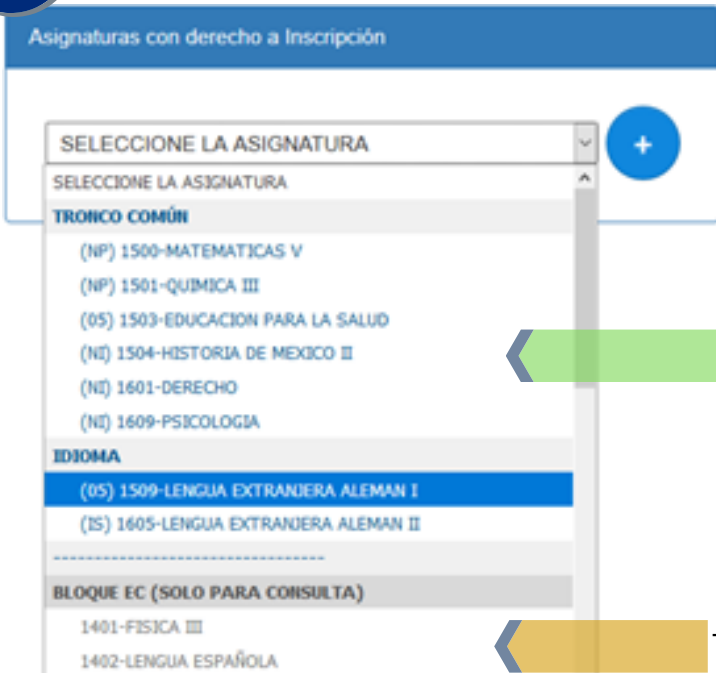 Asignaturas con derecho a Inscripción
SELECCIONE LA ASIGNATURA
+
SELECCIONE LA ASIGNATURA
TRONCO COMÚN
(NP) 1500-MATEMATICAS V
(NP) 1501-QUIMICA III
(05) 1503-EDUCACION PARA LA SALUD
(NI) 1504-HISTORIA DE MEXICO II
(NI) 1601-DERECHO
(NI) 1609-PSICOLOGIA
IDIOMA
(05) 1509-LENGUA EXTRANJERA ALEMAN I
(IS) 1605-LENGUA EXTRANJERA ALEMAN II
---------------------------------
BLOQUE EC (SOLO PARA CONSULTA)
1401-FISICA III
1402-LENGUA ESPAÑOLA